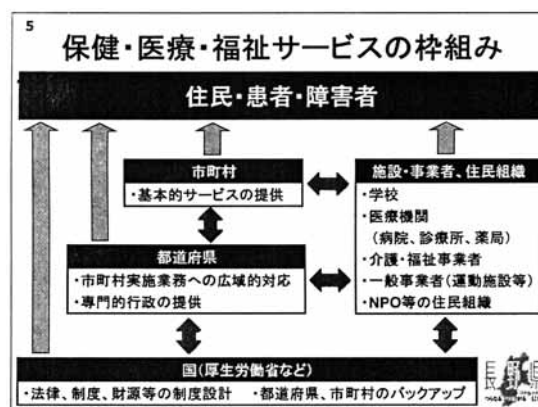 5
保健・医療・福祉サービスの枠組み
住民・患者・障害者
市町村
・基本的サービスの提供
施設・事業者、住民組織
・学校
・医療機関
(病院、診療所、薬局)
・介護・福祉事業者
・一般事業者(運動施設等)
・NPO等の住民組織
都道府県
・市町村実施業務への広域的対応
・専門的行政の提供
国(厚生労働省など)
・法律、制度、財源等の制度設計 ・都道府県、市町村のバックアップ